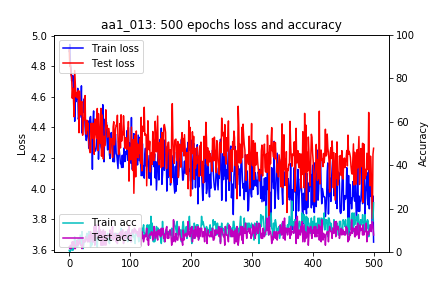 aa1_013: 500 epochs loss and accuracy
Train loss
Test loss
Train acc
Test acc
Loss
5.0
4.8
4.6
4.4
4.2
4.0
3.8
3.6
Accuracy
100
80
60
40
20
0
0 100 200 300 400 500